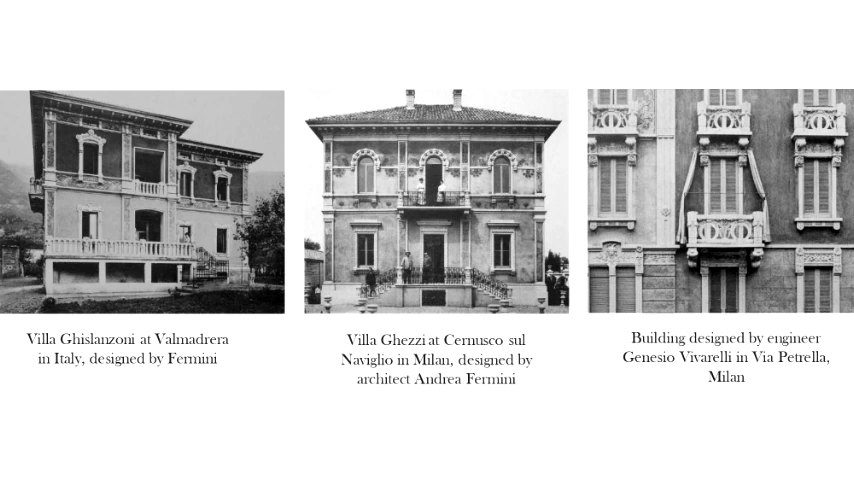 Villa Ghislanzoni at Valmadrera
in Italy, designed by Fermini
Villa Ghezzi at Cernusco sul
Naviglio in Milan, designed by
architect Andrea Fermini
Building designed by engineer
Genesio Vivarelli in Via Petrella,
Milan